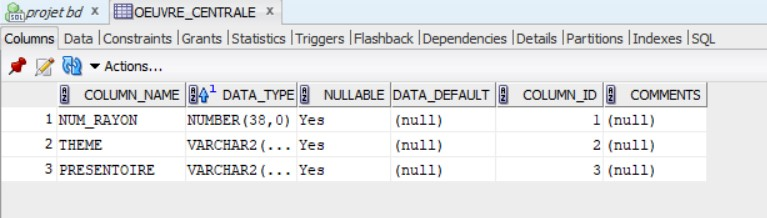 projet bd x OEUVRE_CENTRALE x
Columns Data Constraints Grants Statistics Triggers Flashback Dependencies Details Partitions Indexes SQL
Actions...
COLUMN_NAME 1 DATA_TYPE NULLABLE DATA_DEFAULT COLUMN_ID COMMENTS
1 NUM_RAYON NUMBER(38,0) Yes (null) 1 (null)
2 THEME VARCHAR2(... Yes (null) 2 (null)
3 PRESENTOIRE VARCHAR2(... Yes (null) 3 (null)